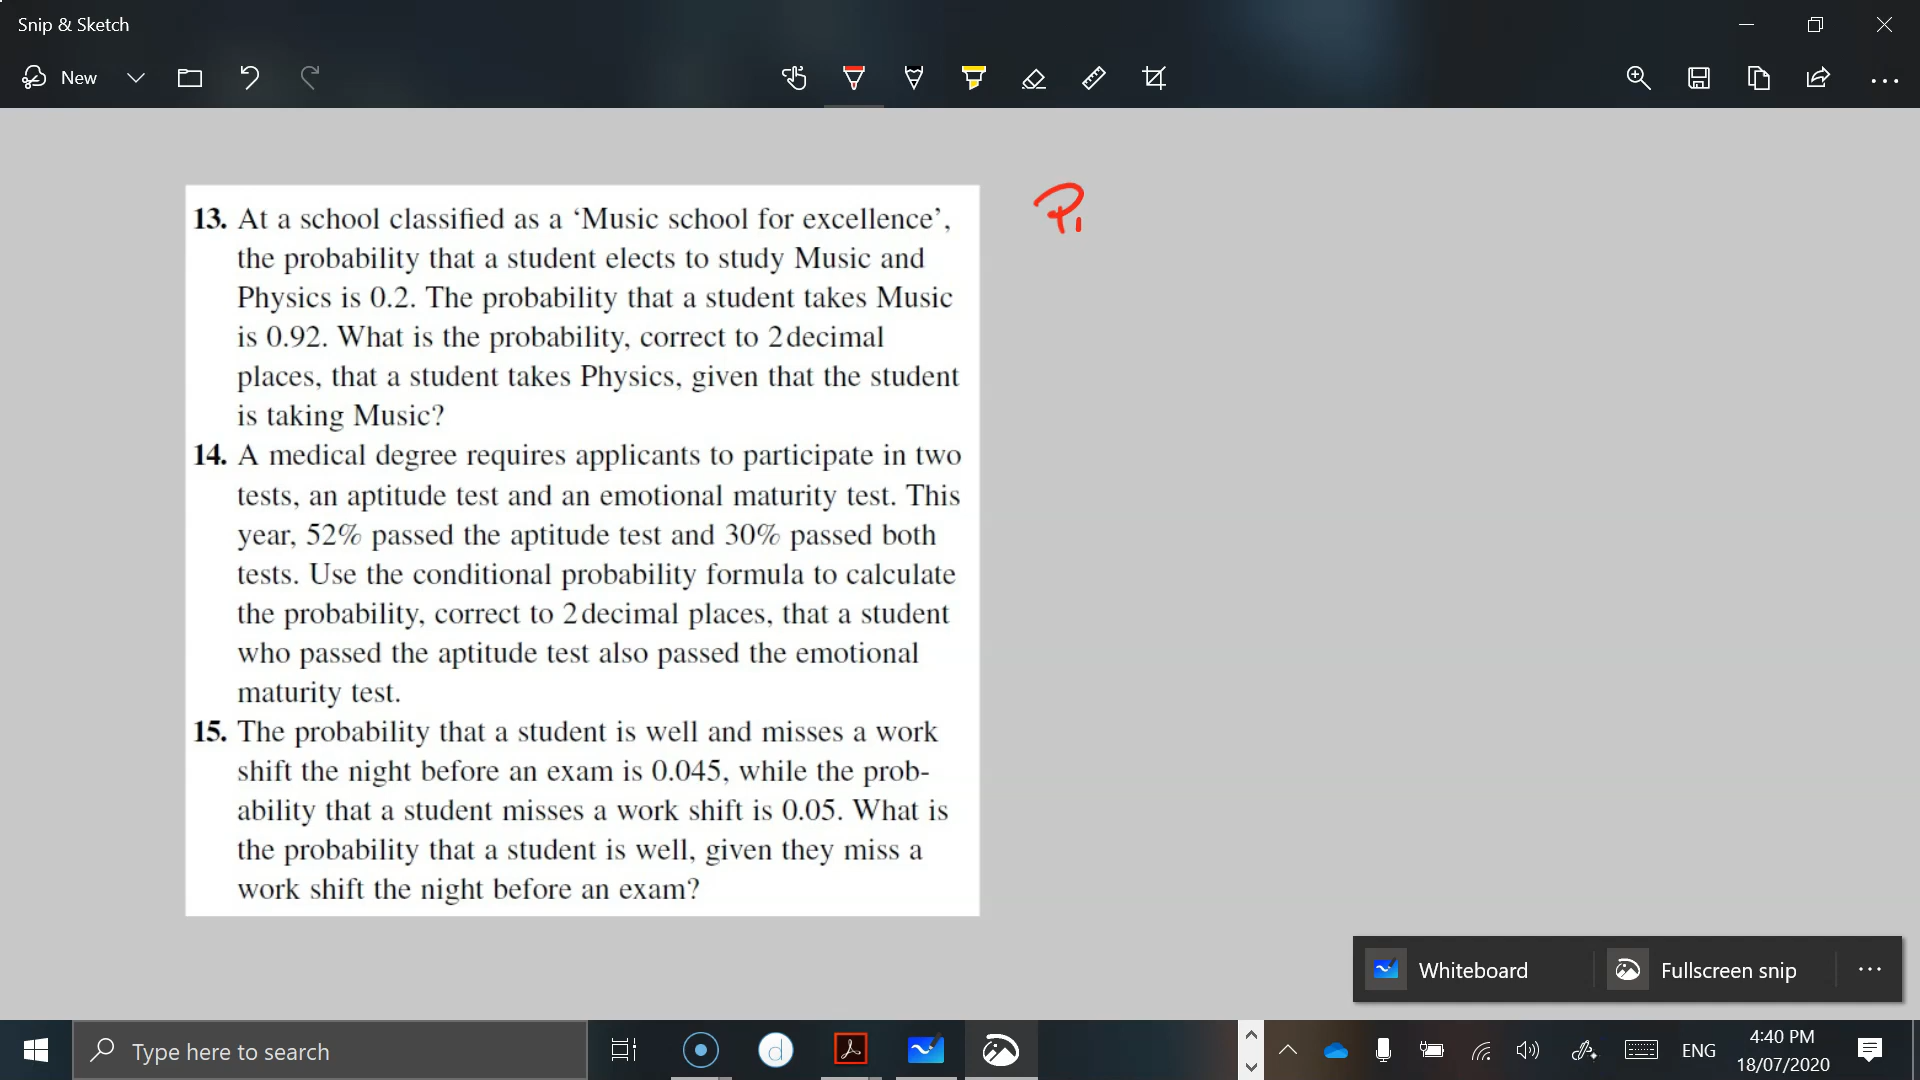 Snip & Sketch
New
13. At a school classified as a ‘Music school for excellence’,
the probability that a student elects to study Music and
Physics is 0.2. The probability that a student takes Music
is 0.92. What is the probability, correct to 2 decimal
places, that a student takes Physics, given that the student
is taking Music?
14. A medical degree requires applicants to participate in two
tests, an aptitude test and an emotional maturity test. This
year, 52% passed the aptitude test and 30% passed both
tests. Use the conditional probability formula to calculate
the probability, correct to 2 decimal places, that a student
who passed the aptitude test also passed the emotional
maturity test.
15. The probability that a student is well and misses a work
shift the night before an exam is 0.045, while the prob-
ability that a student misses a work shift is 0.05. What is
the probability that a student is well, given they miss a
work shift the night before an exam?
Whiteboard
Fullscreen snip
Type here to search
d
ENG
4:40 PM
18/07/2020